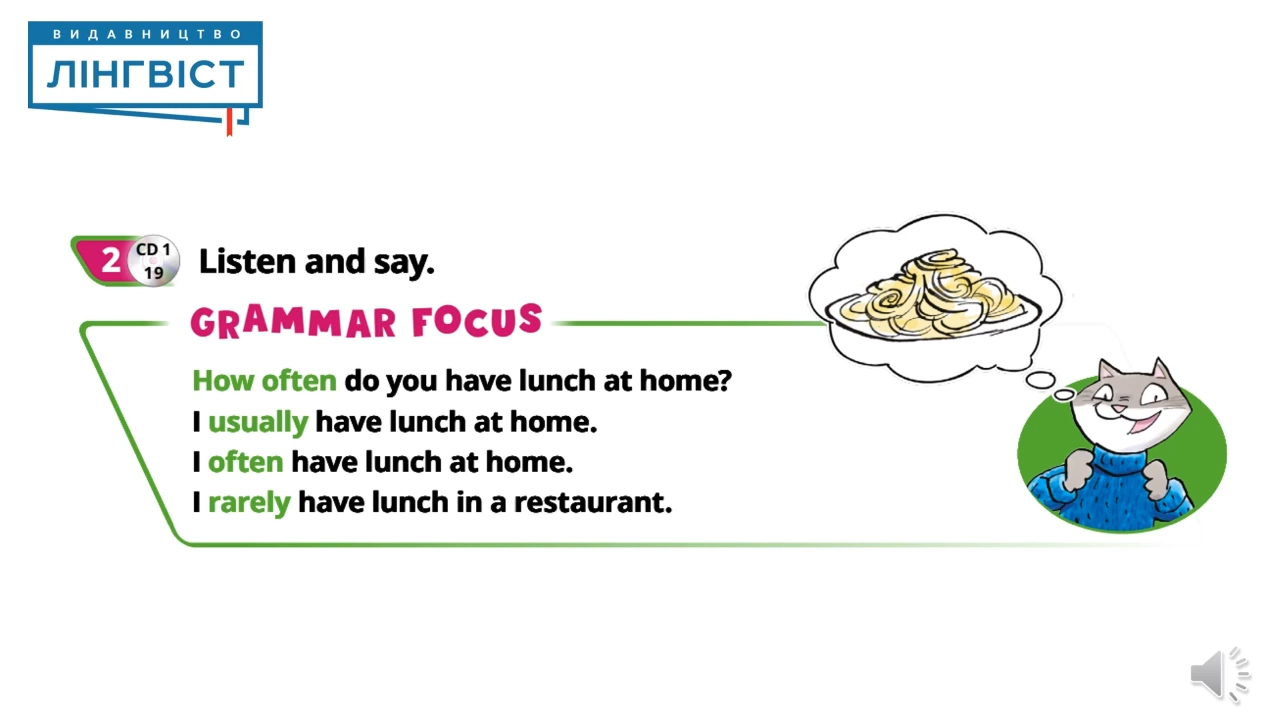 ВИДАВНИЦТВО
ЛІНГВІСТ
2 CD 1 19 Listen and say.
GRAMMAR FOCUS
How often do you have lunch at home?
I usually have lunch at home.
I often have lunch at home.
I rarely have lunch in a restaurant.